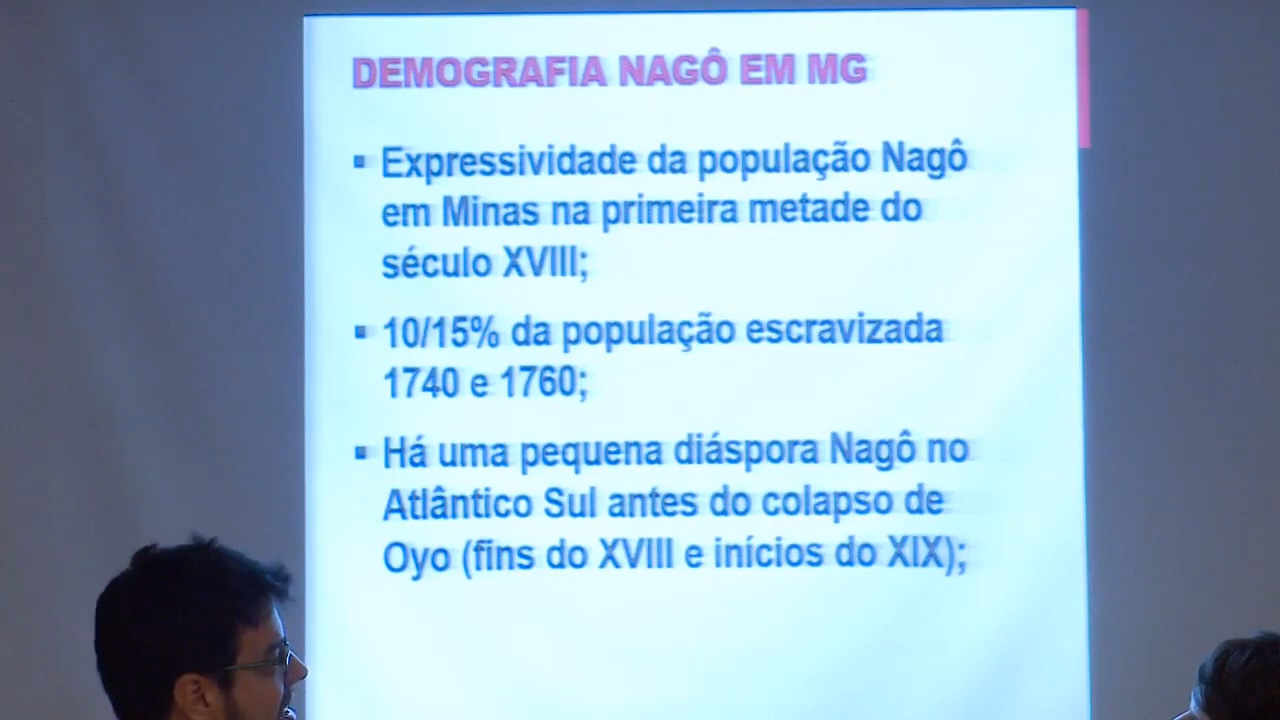 DEMOGRAFIA NAGÔ EM MG
▪ Expressividade da população Nagô
em Minas na primeira metade do
século XVIII;
▪ 10/15% da população escravizada
1740 e 1760;
▪ Há uma pequena diáspora Nagô no
Atlântico Sul antes do colapso de
Oyo (fins do XVIII e inícios do XIX);